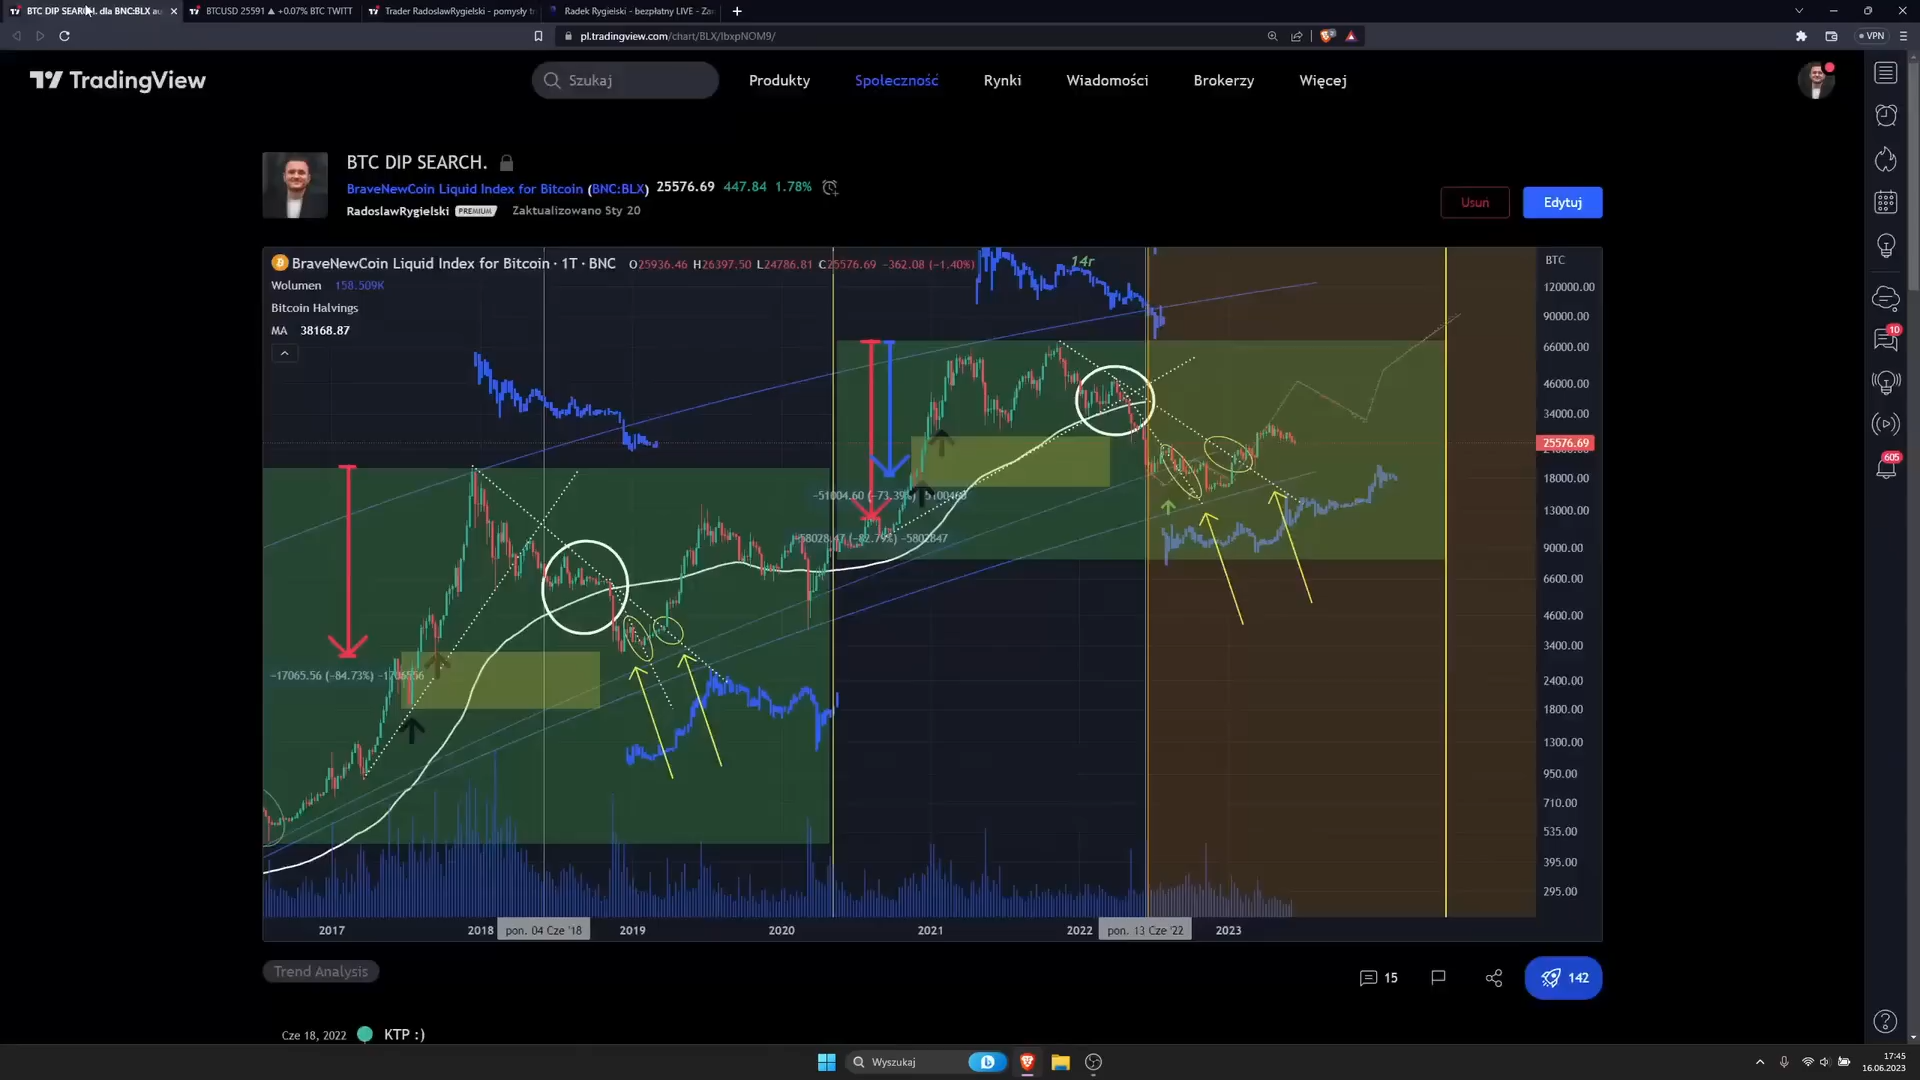 BTC DIP SEARCH. dla BNC:BLX au
BTCUSD 25591 ▲ +0.07% BTC TWITT
Trader RadoslawRygielski - pomysły tr
Radek Rygielski - bezpłatny LIVE - Za
pl.tradingview.com/chart/BLX/IbxpNOM9/
VPN
TradingView
Szukaj
Produkty
Społeczność
Rynki
Wiadomości
Brokerzy
Więcej
BTC DIP SEARCH.
BraveNewCoin Liquid Index for Bitcoin (BNC:BLX) 25576.69 447.84 1.78%
RadoslawRygielski PREMIUM Zaktualizowano Sty 20
Usuń
Edytuj
BraveNewCoin Liquid Index for Bitcoin · 1T · BNC O25936.46 H26397.50 L24786.81 C25576.69 -362.08 (-1.40%)
Wolumen 158.509K
Bitcoin Halvings
MA 38168.87
14r
BTC
120000.00
90000.00
66000.00
46000.00
34000.00
25576.69
18000.00
13000.00
9000.00
6600.00
4600.00
3400.00
2400.00
1800.00
1300.00
950.00
710.00
535.00
395.00
295.00
-51004.60 (-73.39%)
-58028.47 (-82.79%) -5802847
-17065.56 (-84.73%)
2017
2018
pon. 04 Cze '18
2019
2020
2021
2022
pon. 13 Cze '22
2023
Trend Analysis
15
142
Cze 18, 2022 KTP :)
10
605
Wyszukaj
17:45
16.06.2023